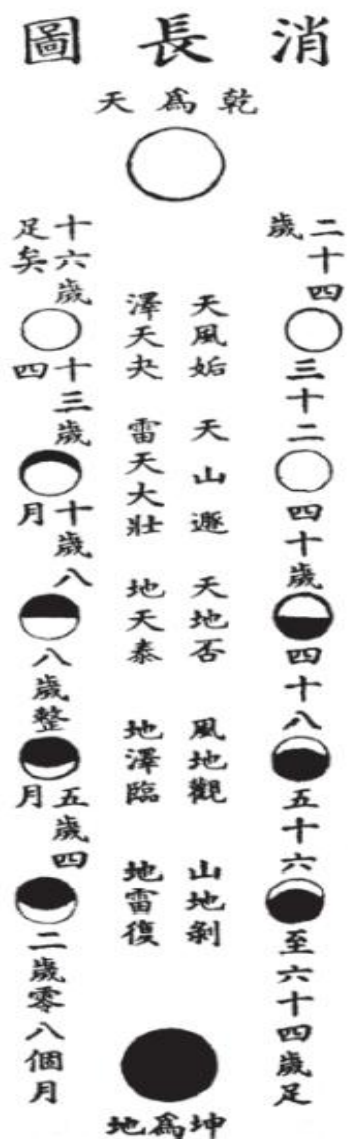 消長圖
乾爲天
二十四歲
三十二
四十歲
四十八
五十六
至六十四歲足
天風姤 天山遯 天地否 風地觀 山地剝
澤天夬 雷天大壯 地天泰 地澤臨 地雷復
十六歲足矣
十三歲四
十歲八月
八歲整
五歲四月
二歲零八個月
坤爲地